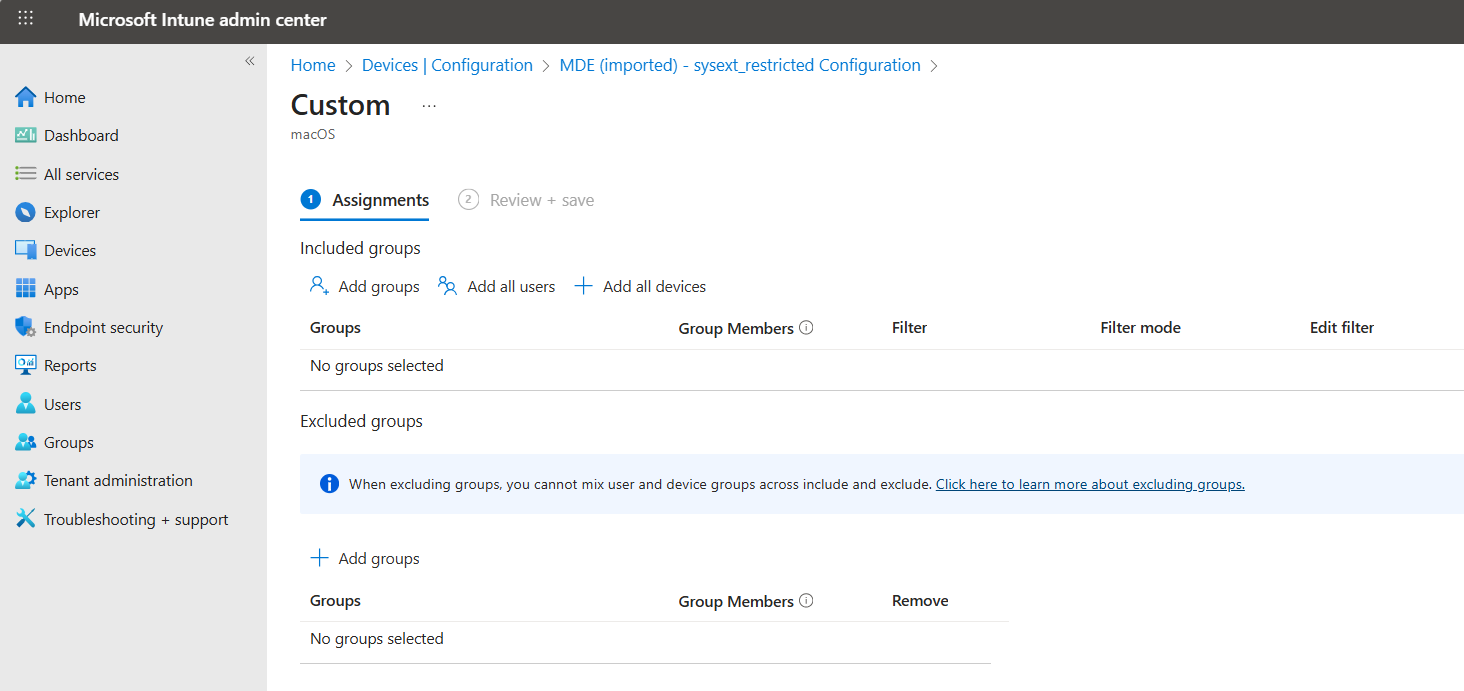 Microsoft Intune admin center
«
Home
Dashboard
All services
Explorer
Devices
Apps
Endpoint security
Reports
Users
Groups
Tenant administration
Troubleshooting + support
Home > Devices | Configuration > MDE (imported) - sysext_restricted Configuration >
Custom ...
macOS
1 Assignments 2 Review + save
Included groups
Add groups Add all users + Add all devices
Groups Group Members Filter Filter mode Edit filter
No groups selected
Excluded groups
When excluding groups, you cannot mix user and device groups across include and exclude. Click here to learn more about excluding groups.
+ Add groups
Groups Group Members Remove
No groups selected